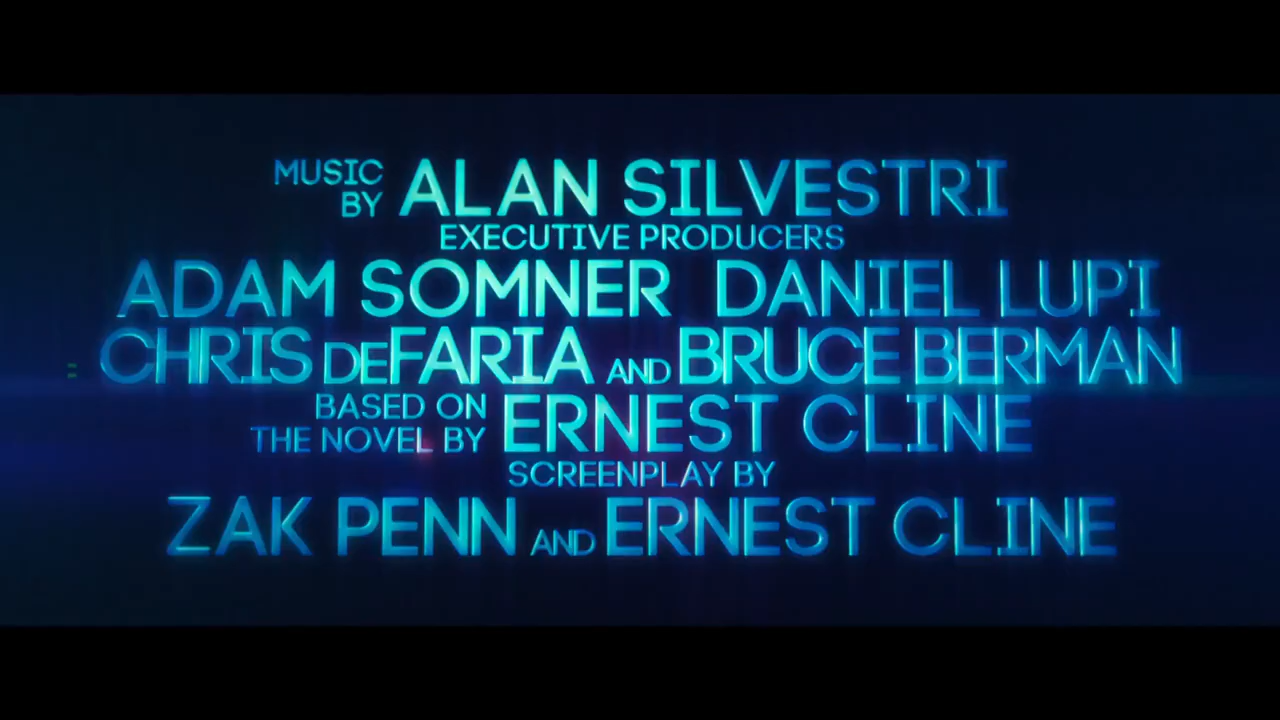 MUSIC BY ALAN SILVESTRI
EXECUTIVE PRODUCERS
ADAM SOMNER DANIEL LUPI
CHRIS DEFARIA AND BRUCE BERMAN
BASED ON THE NOVEL BY ERNEST CLINE
SCREENPLAY BY
ZAK PENN AND ERNEST CLINE